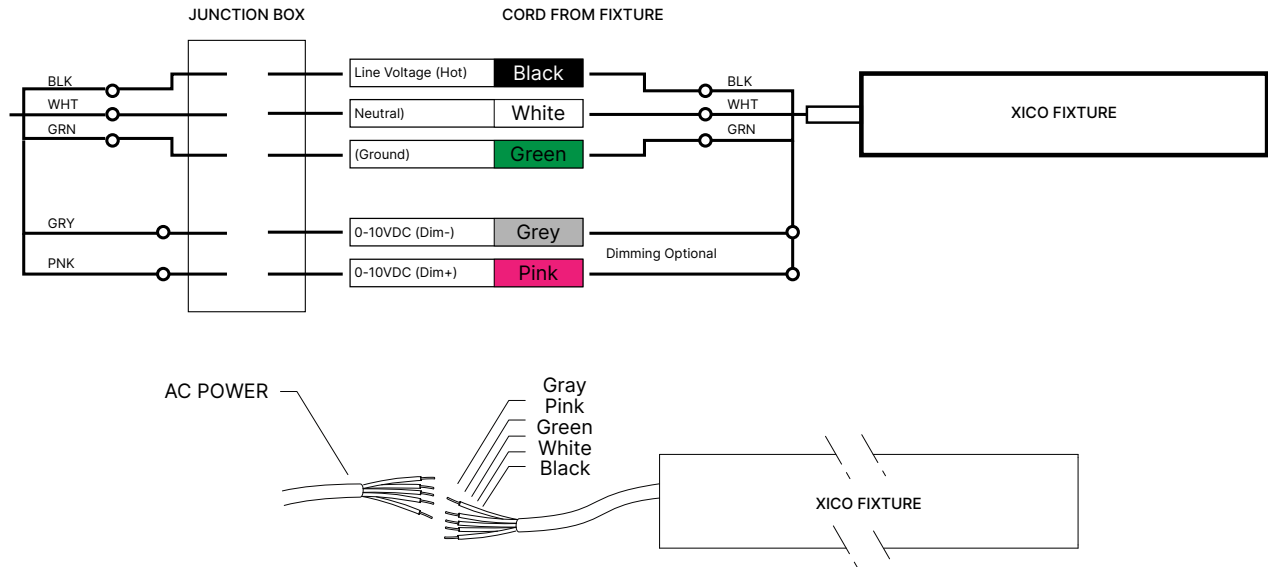 JUNCTION BOX
CORD FROM FIXTURE
BLK
WHT
GRN
GRY
PNK
Line Voltage (Hot) Black
Neutral) White
(Ground) Green
0-10VDC (Dim-) Grey
0-10VDC (Dim+) Pink
Dimming Optional
BLK
WHT
GRN
XICO FIXTURE
AC POWER
Gray
Pink
Green
White
Black
XICO FIXTURE